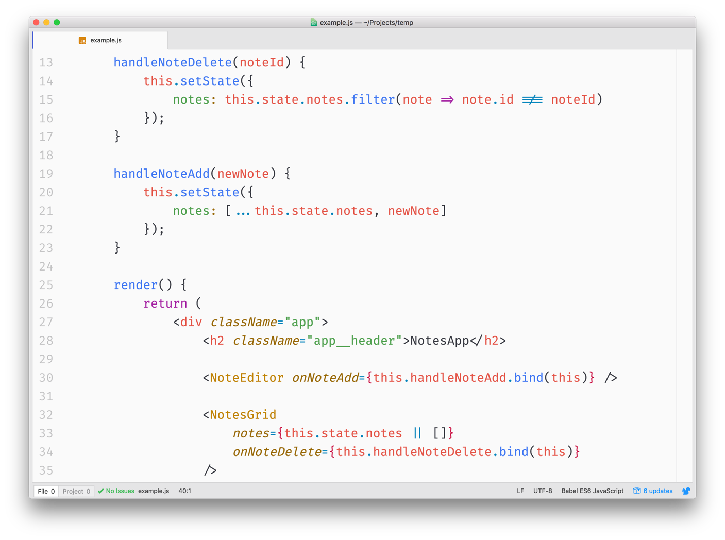 example.js — ~/Projects/temp
example.js
13 handleNoteDelete(noteId) {
14 this.setState({
15 notes: this.state.notes.filter(note => note.id !== noteId)
16 });
17 }
18
19 handleNoteAdd(newNote) {
20 this.setState({
21 notes: [...this.state.notes, newNote]
22 });
23 }
24
25 render() {
26 return (
27 <div className="app">
28 <h2 className="app__header">NotesApp</h2>
29
30 <NoteEditor onNoteAdd={this.handleNoteAdd.bind(this)} />
31
32 <NotesGrid
33 notes={this.state.notes || []}
34 onNoteDelete={this.handleNoteDelete.bind(this)}
35 />
File 0 Project 0 ✓ No Issues example.js 40:1 LF UTF-8 Babel ES6 JavaScript 8 updates